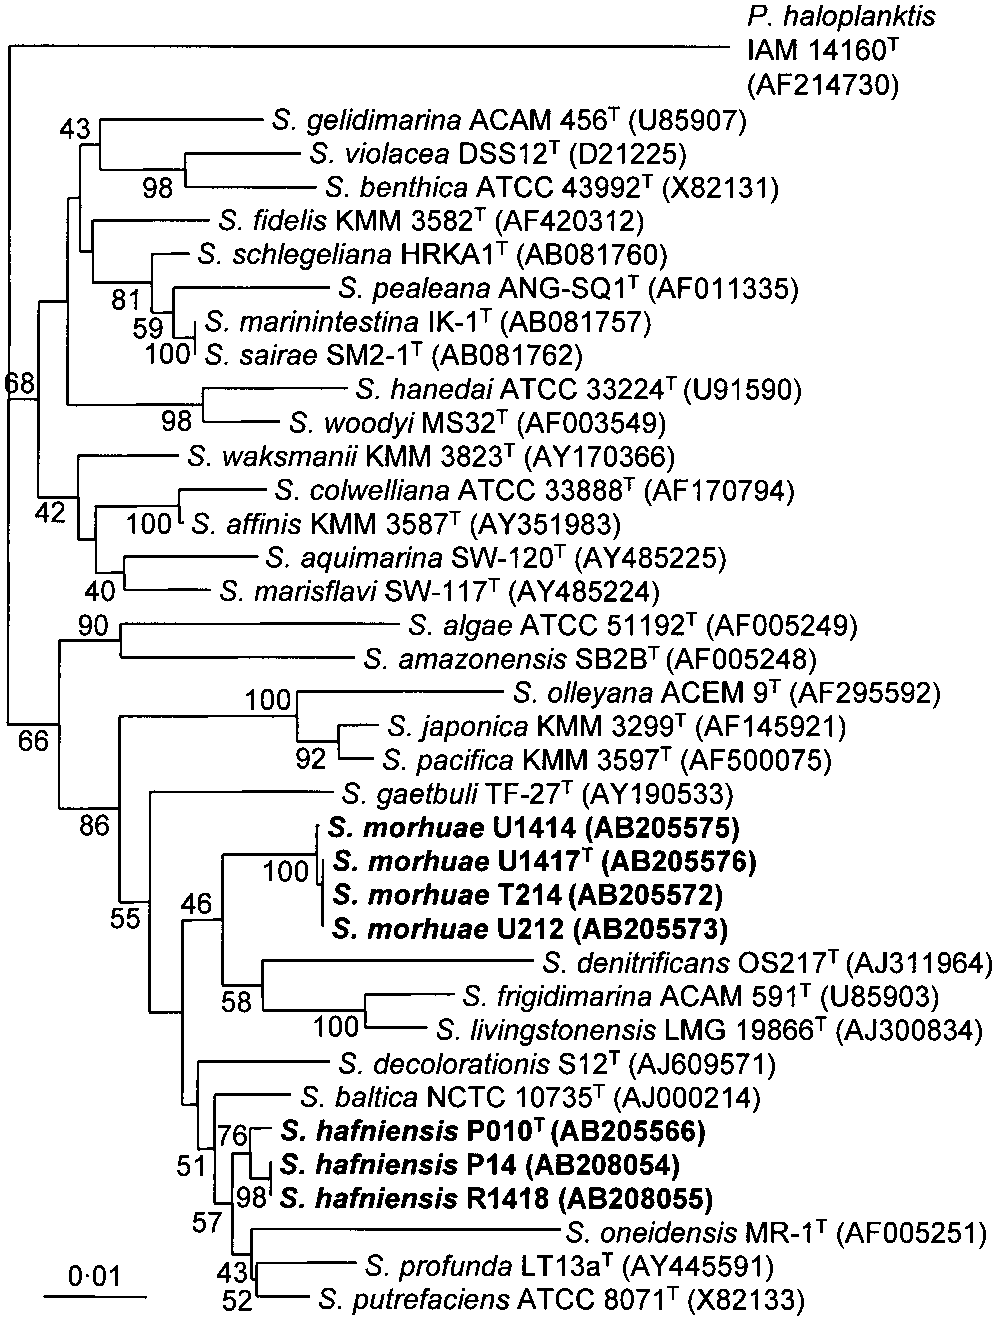 P. haloplanktis
IAM 14160T
(AF214730)
43
S. gelidimarina ACAM 456T (U85907)
S. violacea DSS12T (D21225)
98
S. benthica ATCC 43992T (X82131)
S. fidelis KMM 3582T (AF420312)
S. schlegeliana HRKA1T (AB081760)
81
S. pealeana ANG-SQ1T (AF011335)
59
S. marinintestina IK-1T (AB081757)
100
S. sairae SM2-1T (AB081762)
68
S. hanedai ATCC 33224T (U91590)
98
S. woodyi MS32T (AF003549)
S. waksmanii KMM 3823T (AY170366)
42
S. colwelliana ATCC 33888T (AF170794)
100
S. affinis KMM 3587T (AY351983)
S. aquimarina SW-120T (AY485225)
40
S. marisflavi SW-117T (AY485224)
90
S. algae ATCC 51192T (AF005249)
S. amazonensis SB2BT (AF005248)
100
S. olleyana ACEM 9T (AF295592)
66
S. japonica KMM 3299T (AF145921)
92
S. pacifica KMM 3597T (AF500075)
S. gaetbuli TF-27T (AY190533)
86
S. morhuae U1414 (AB205575)
100
S. morhuae U1417T (AB205576)
S. morhuae T214 (AB205572)
46
55
S. morhuae U212 (AB205573)
S. denitrificans OS217T (AJ311964)
58
S. frigidimarina ACAM 591T (U85903)
100
S. livingstonensis LMG 19866T (AJ300834)
S. decolorationis S12T (AJ609571)
S. baltica NCTC 10735T (AJ000214)
76
S. hafniensis P010T (AB205566)
51
S. hafniensis P14 (AB208054)
98
S. hafniensis R1418 (AB208055)
57
S. oneidensis MR-1T (AF005251)
43
S. profunda LT13aT (AY445591)
0·01
52
S. putrefaciens ATCC 8071T (X82133)